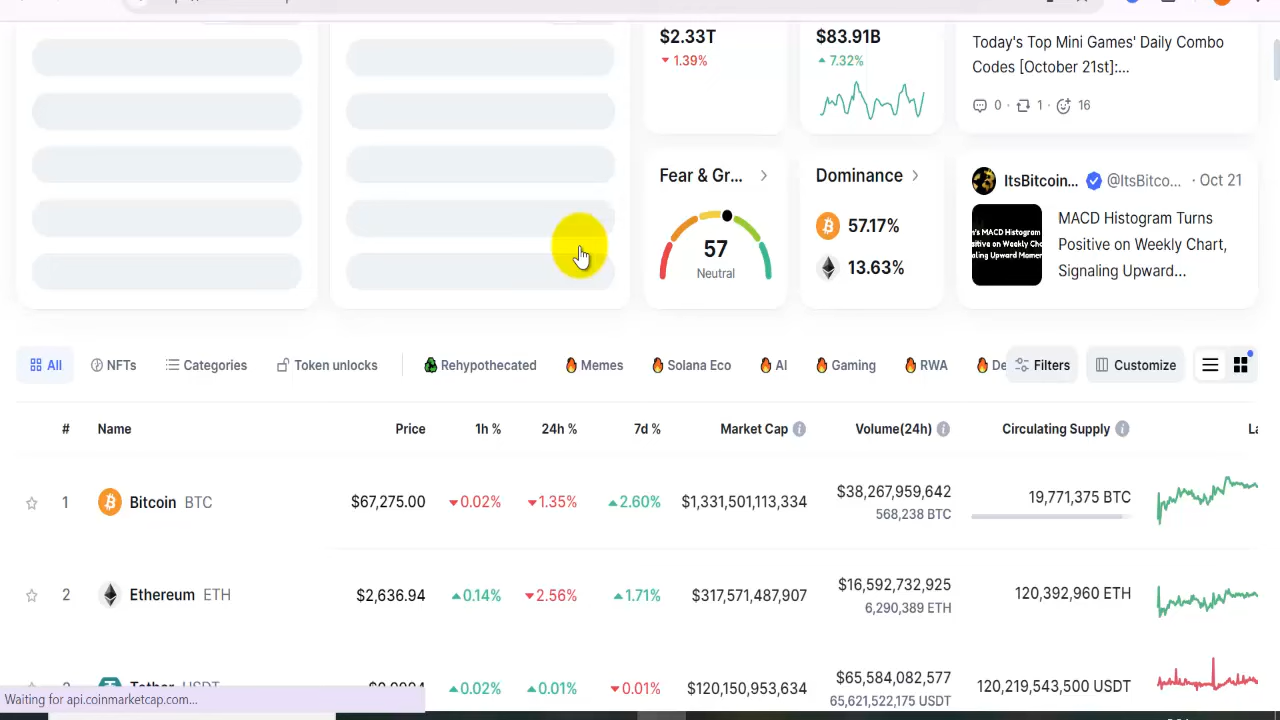 $2.33T
1.39%
$83.91B
7.32%
Today's Top Mini Games' Daily Combo
Codes [October 21st]:...
0 · 1 · 16
Fear & Gr...
57
Neutral
Dominance
57.17%
13.63%
ItsBitcoin... @ItsBitco... · Oct 21
MACD Histogram Turns
Positive on Weekly Chart,
Signaling Upward...
All NFTs Categories Token unlocks Rehypothecated Memes Solana Eco AI Gaming RWA De Filters Customize
# Name Price 1h % 24h % 7d % Market Cap Volume(24h) Circulating Supply La
1 Bitcoin BTC $67,275.00 0.02% 1.35% 2.60% $1,331,501,113,334 $38,267,959,642 19,771,375 BTC
568,238 BTC
2 Ethereum ETH $2,636.94 0.14% 2.56% 1.71% $317,571,487,907 $16,592,732,925 120,392,960 ETH
6,290,389 ETH
Tether USDT 0.02% 0.01% 0.01% $120,150,953,634 $65,584,082,577 120,219,543,500 USDT
65,621,522,175 USDT
Waiting for api.coinmarketcap.com...